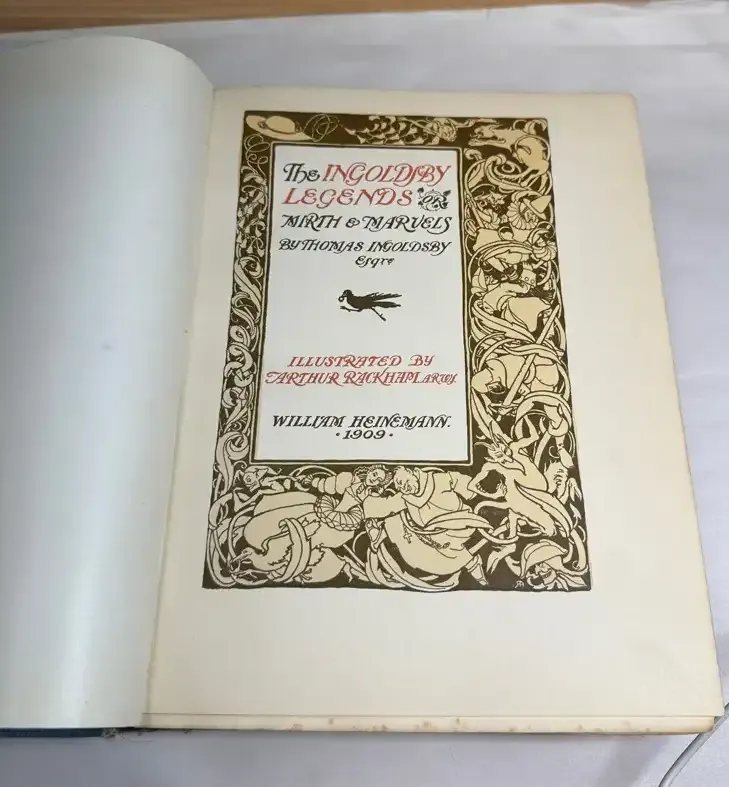 The INGOLDSBY
LEGENDS OR
MIRTH & MARVELS
BY THOMAS INGOLDSBY
Esqre
ILLUSTRATED BY
ARTHUR RACKHAM. ARWS
WILLIAM HEINEMANN.
·1909·